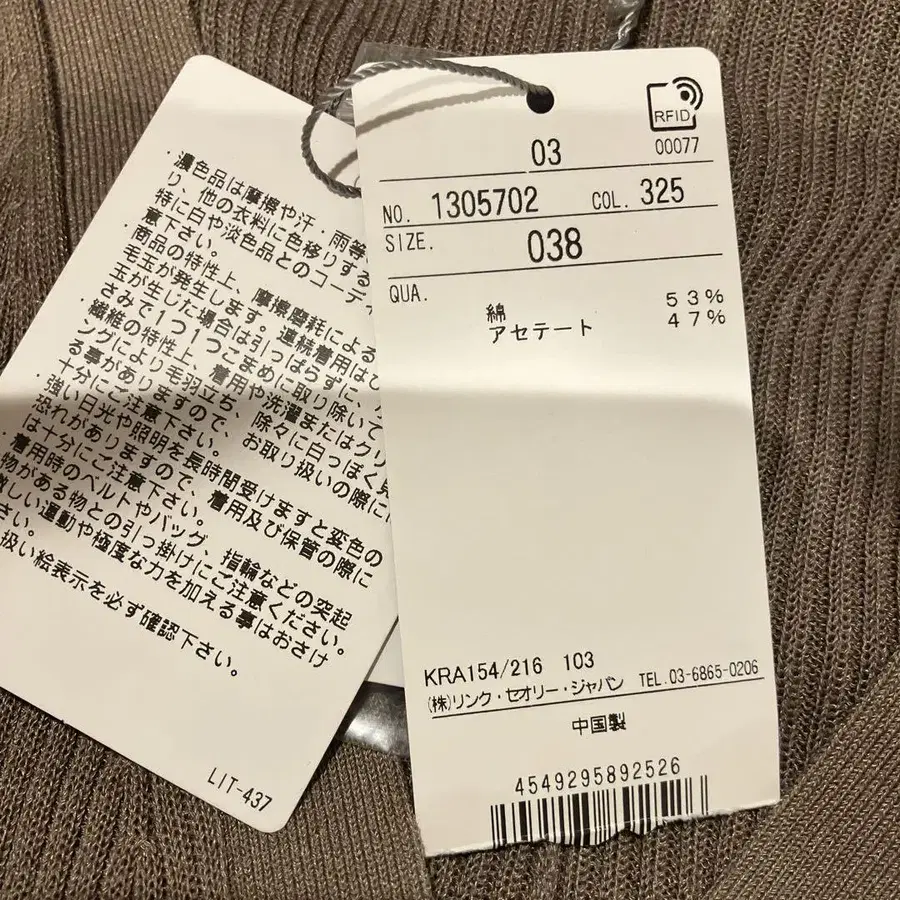 ・濃色品は摩擦や汗・雨等
り、他の衣料に色移りする
特に白や淡色品とのコーディ
意下さい。
・商品の特性上、摩擦磨耗による
毛玉が発生します。連続着用はひ
玉が生じた場合は引っぱらずに、
さみで1つ1つこまめに取り除いて
・繊維の特性上、着用や洗濯またはクリ
ングにより毛羽立ち、除々に白っぽく見
る事がありますので、お取り扱いの際に
十分にご注意下さい。
・強い日光や照明を長時間受けますと変色の
恐れがありますので、着用及び保管の際に
は十分にご注意下さい。
・着用時のベルトやバッグ、指輪などの突起
物がある物との引っ掛けにご注意ください。
激しい運動や極度な力を加える事はおさけ
さい。
扱い絵表示を必ず確認下さい。
LIT-437
RFID
03 00077
NO. 1305702 COL. 325
SIZE. 038
QUA.
綿 53%
アセテート 47%
KRA154/216 103
(株)リンク・セオリー・ジャパン TEL.03-6865-0206
中国製
4549295892526